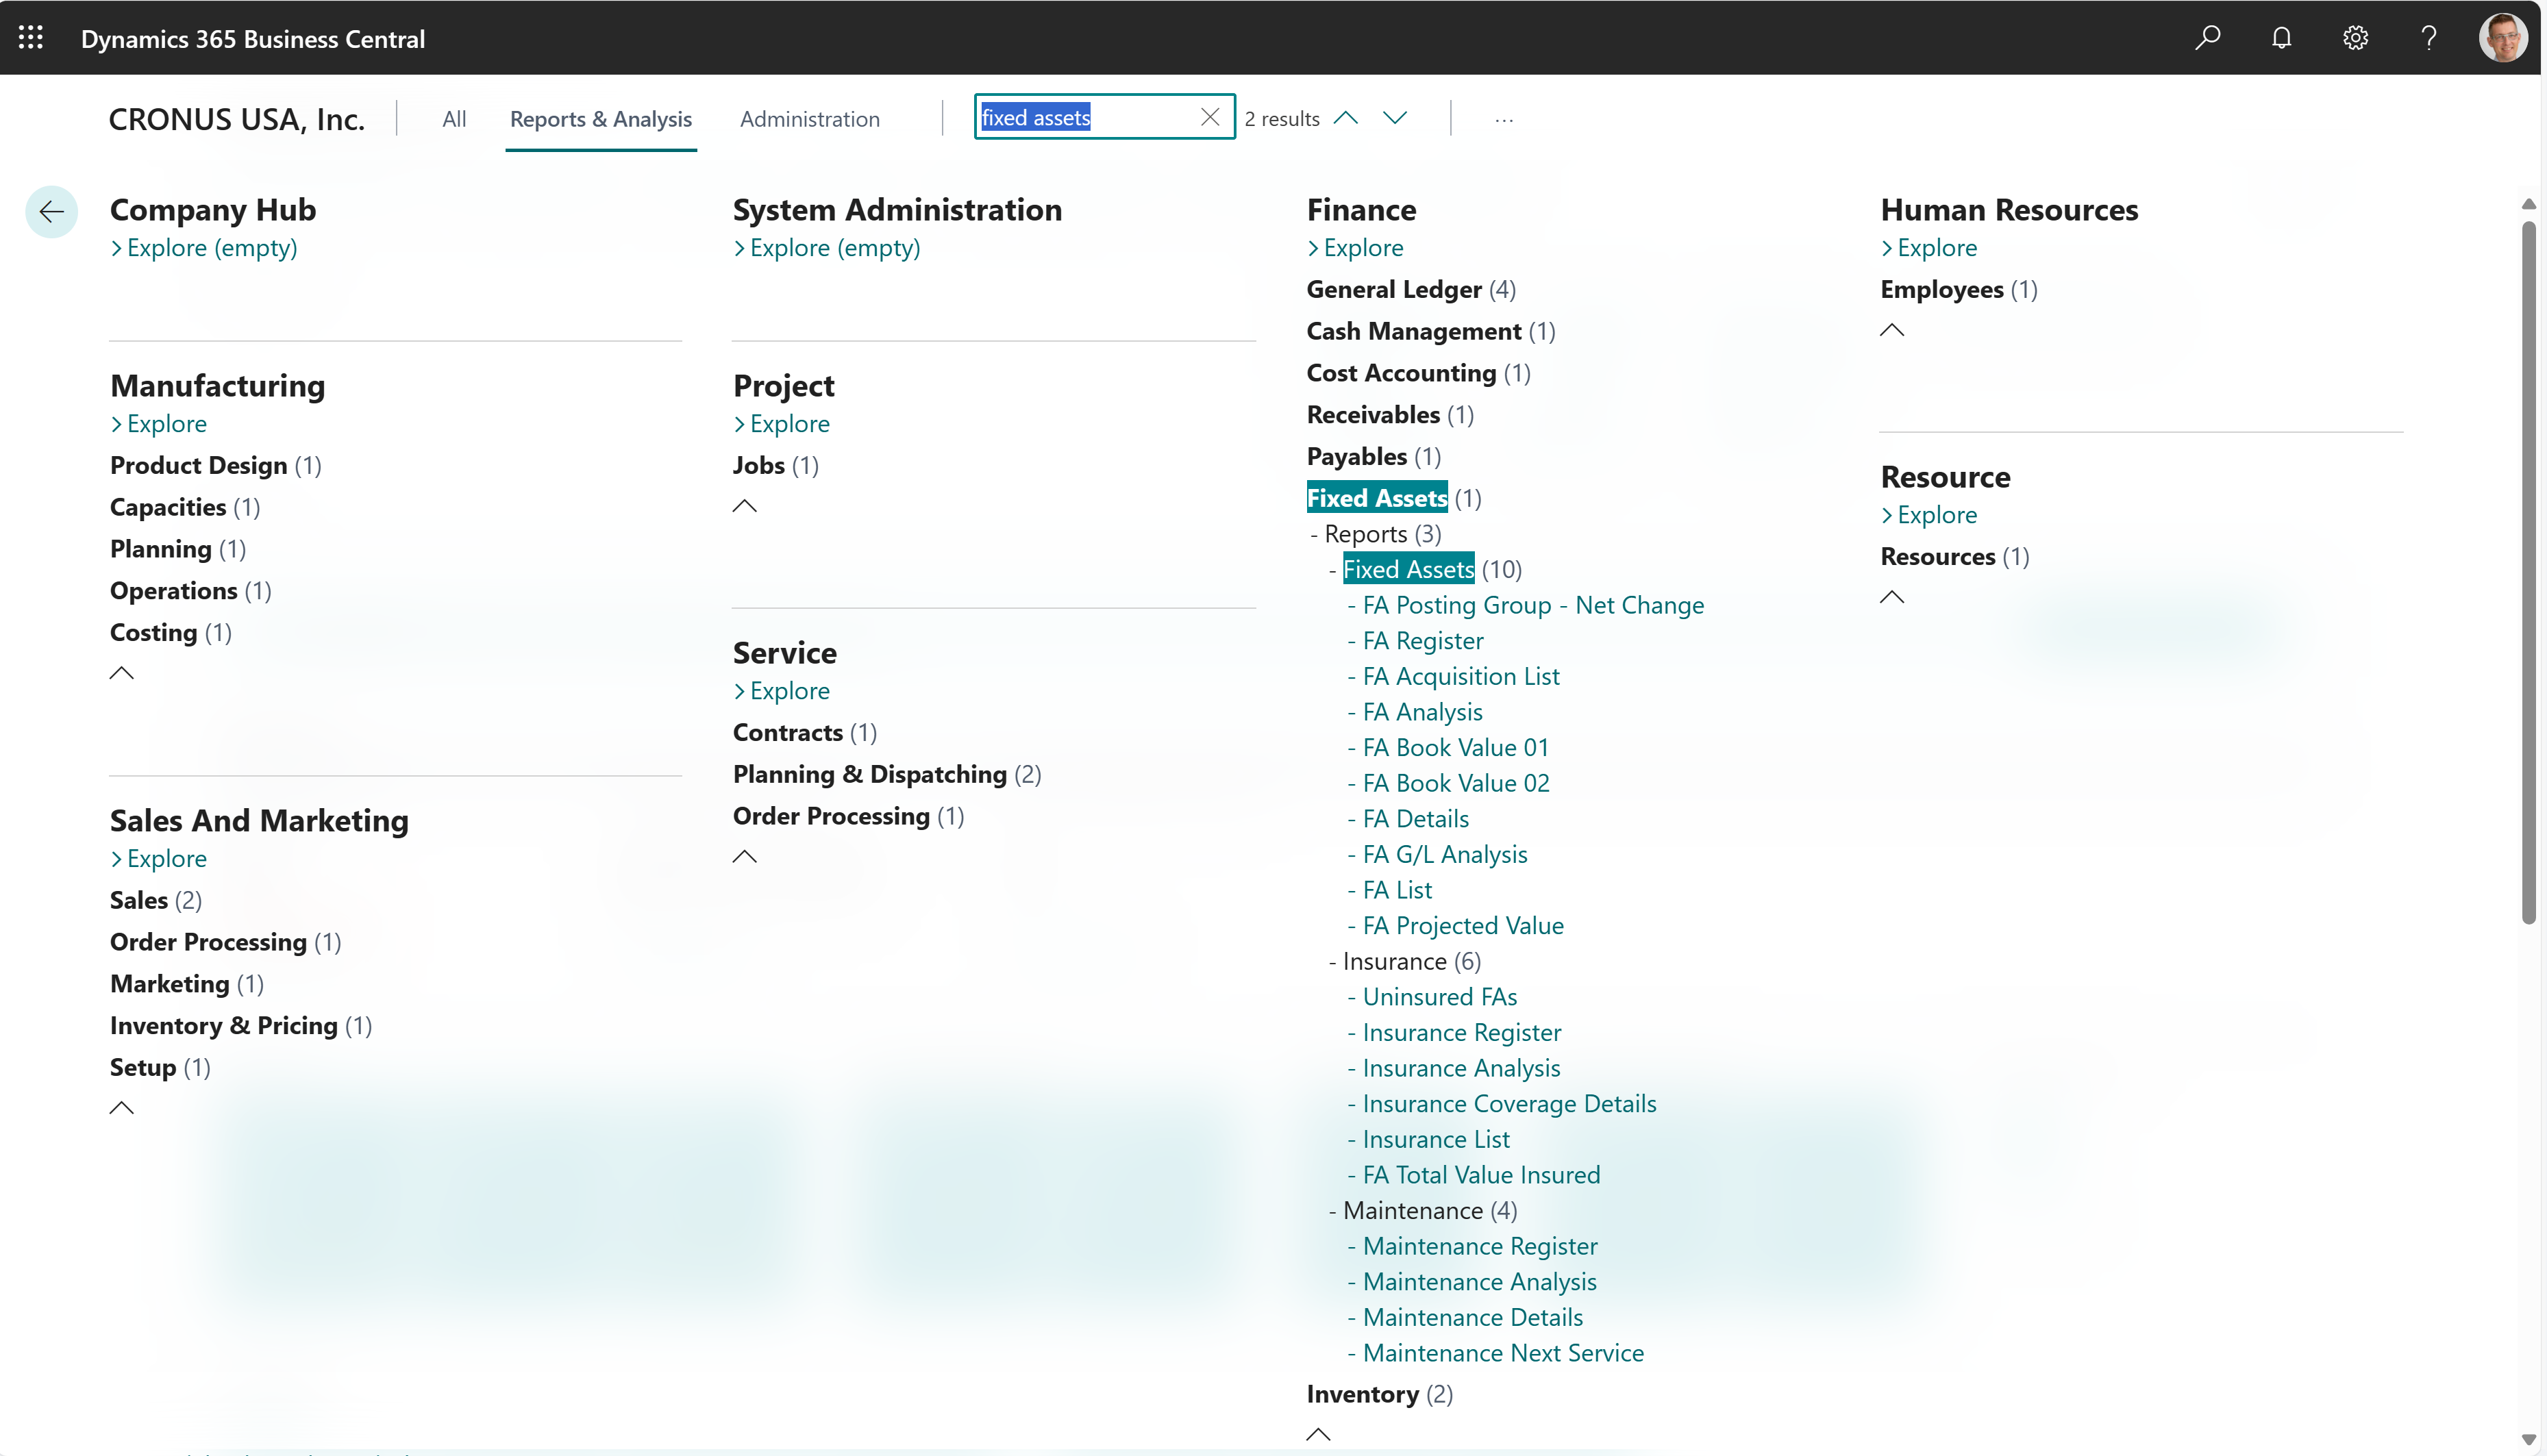 Dynamics 365 Business Central
CRONUS USA, Inc.
All
Reports & Analysis
Administration
fixed assets
2 results
...
Company Hub
Explore (empty)
Manufacturing
Explore
Product Design (1)
Capacities (1)
Planning (1)
Operations (1)
Costing (1)
Sales And Marketing
Explore
Sales (2)
Order Processing (1)
Marketing (1)
Inventory & Pricing (1)
Setup (1)
System Administration
Explore (empty)
Project
Explore
Jobs (1)
Service
Explore
Contracts (1)
Planning & Dispatching (2)
Order Processing (1)
Finance
Explore
General Ledger (4)
Cash Management (1)
Cost Accounting (1)
Receivables (1)
Payables (1)
Fixed Assets (1)
- Reports (3)
- Fixed Assets (10)
- FA Posting Group - Net Change
- FA Register
- FA Acquisition List
- FA Analysis
- FA Book Value 01
- FA Book Value 02
- FA Details
- FA G/L Analysis
- FA List
- FA Projected Value
- Insurance (6)
- Uninsured FAs
- Insurance Register
- Insurance Analysis
- Insurance Coverage Details
- Insurance List
- FA Total Value Insured
- Maintenance (4)
- Maintenance Register
- Maintenance Analysis
- Maintenance Details
- Maintenance Next Service
Inventory (2)
Human Resources
Explore
Employees (1)
Resource
Explore
Resources (1)